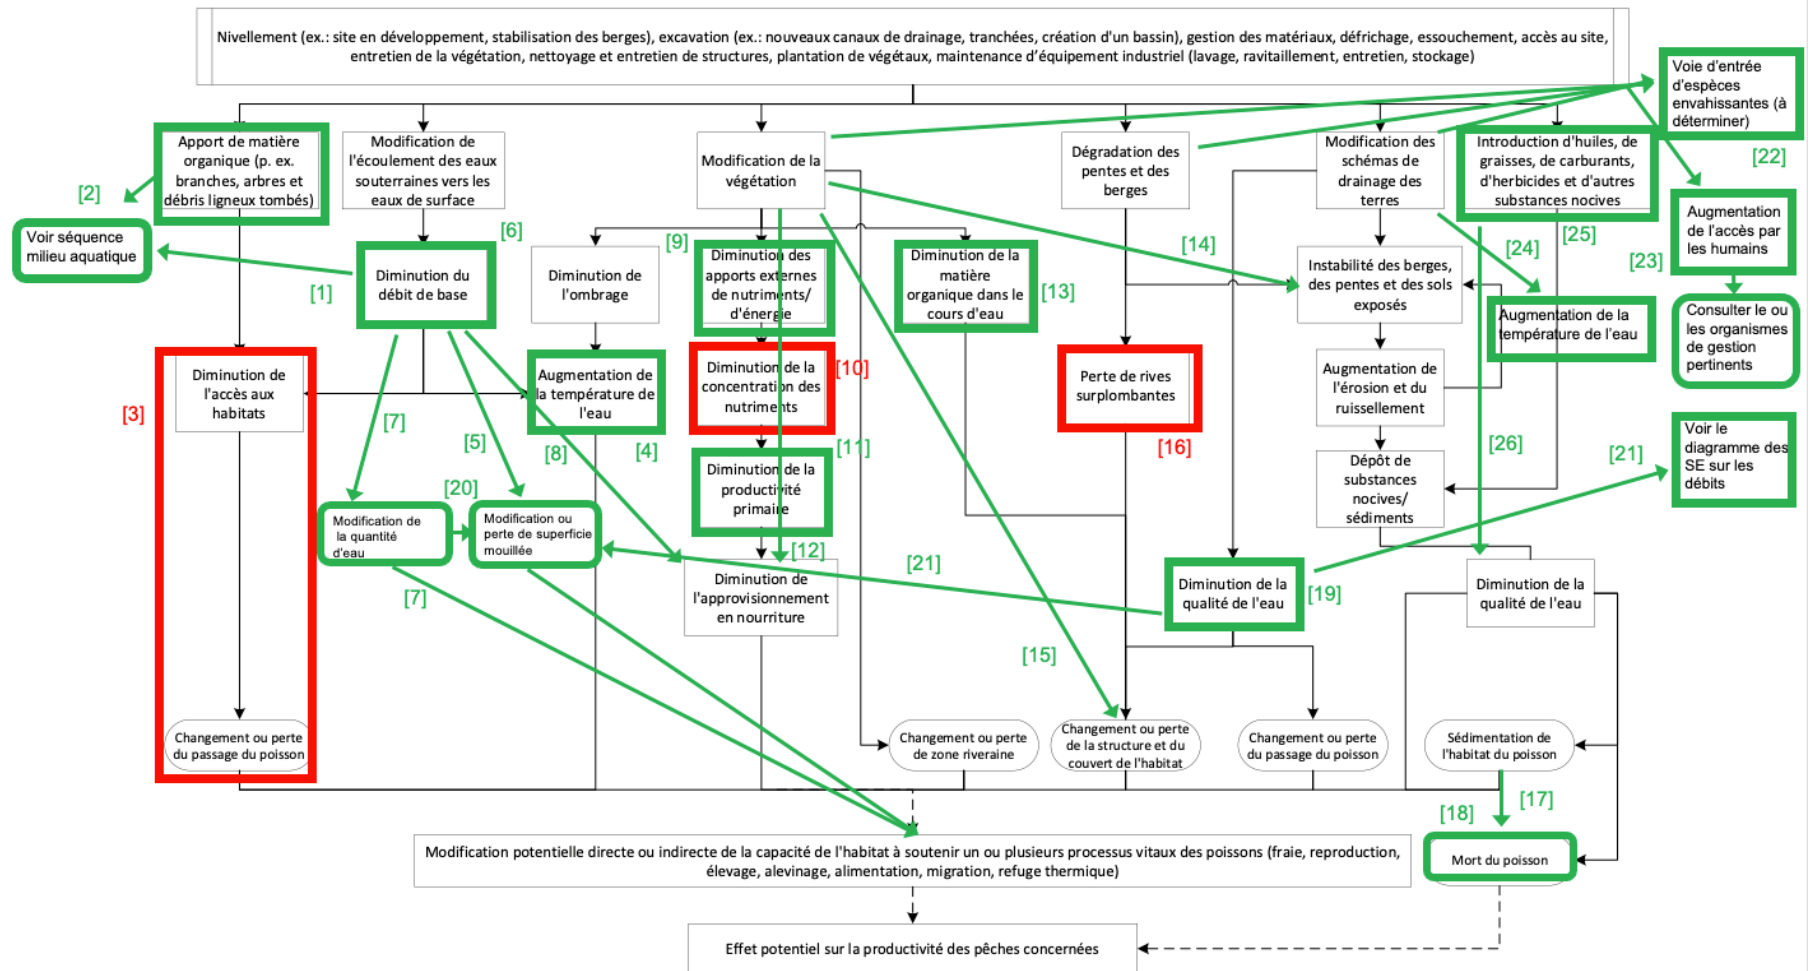 Nivellement (ex.: site en développement, stabilisation des berges), excavation (ex.: nouveaux canaux de drainage, tranchées, création d'un bassin), gestion des matériaux, défrichage, essouchement, accès au site,
entretien de la végétation, nettoyage et entretien de structures, plantation de végétaux, maintenance d'équipement industriel (lavage, ravitaillement, entretien, stockage)
Voie d'entrée
d'espèces
envahissantes (à
déterminer)
[22]
Apport de matière
organique (p. ex.
branches, arbres et
débris ligneux tombés)
Modification de
l'écoulement des eaux
souterraines vers les
eaux de surface
Modification de la
végétation
Dégradation des
pentes et des
berges
Modification des
schémas de
drainage des
terres
Introduction d'huiles, de
graisses, de carburants,
d'herbicides et d'autres
substances nocives
[2]
Augmentation
de l'accès par
les humains
[23]
Voir séquence
milieu aquatique
[1]
[6]
Diminution du
débit de base
Diminution de
l'ombrage
[9]
Diminution des
apports externes
de nutriments/
d'énergie
Diminution de la
matière
organique dans le
cours d'eau
[13]
[14]
Instabilité des berges,
des pentes et des sols
exposés
[24]
[25]
Augmentation de la
température de l'eau
Consulter le ou
les organismes
de gestion
pertinents
[3]
Diminution de
l'accès aux
habitats
Augmentation de
la température de
l'eau
[4]
Diminution de la
concentration des
nutriments
[10]
Perte de rives
surplombantes
[16]
Augmentation de
l'érosion et du
ruissellement
[7]
[5]
[8]
[11]
Diminution de la
productivité
primaire
Dépôt de
substances
nocives/
sédiments
[26]
[21]
Voir le
diagramme des
SE sur les
débits
[20]
Modification de
la quantité
d'eau
Modification ou
perte de superficie
mouillée
[12]
[21]
[7]
Diminution de
l'approvisionnement
en nourriture
Diminution de la
qualité de l'eau
[19]
Diminution de la
qualité de l'eau
[15]
Changement ou perte
du passage du poisson
Changement ou perte
de zone riveraine
Changement ou perte
de la structure et du
couvert de l'habitat
Changement ou perte
du passage du poisson
Sédimentation de
l'habitat du poisson
[17]
[18]
Modification potentielle directe ou indirecte de la capacité de l'habitat à soutenir un ou plusieurs processus vitaux des poissons (fraie, reproduction,
élevage, alevinage, alimentation, migration, refuge thermique)
Mort du poisson
Effet potentiel sur la productivité des pêches concernées